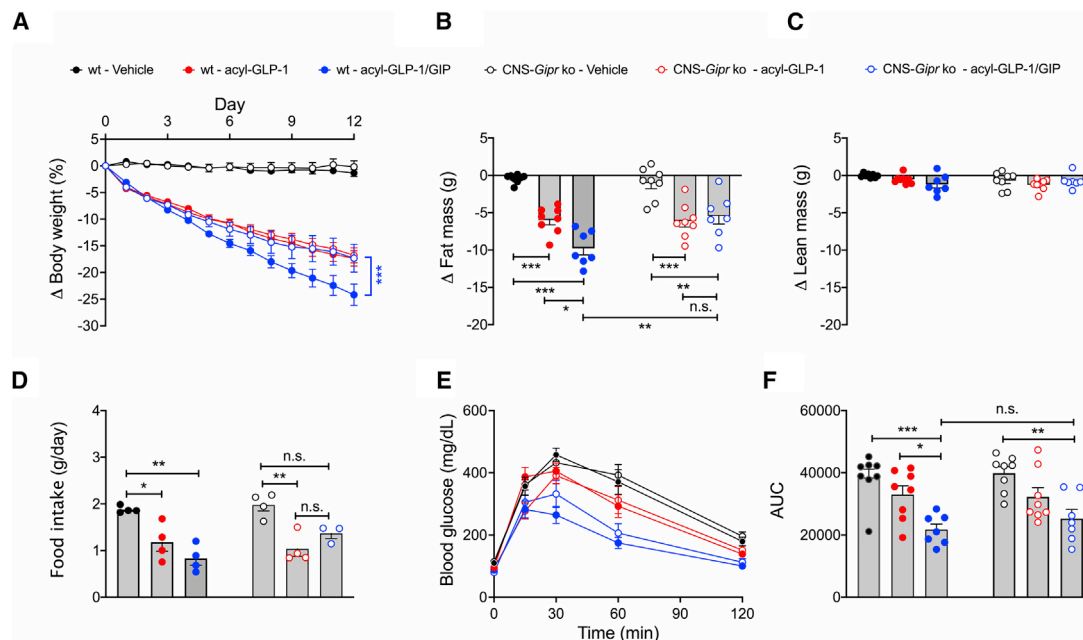 A
B
C
wt - Vehicle
wt - acyl-GLP-1
wt - acyl-GLP-1/GIP
CNS-Gipr ko - Vehicle
CNS-Gipr ko - acyl-GLP-1
CNS-Gipr ko - acyl-GLP-1/GIP
Day
0 3 6 9 12
5
0
-5
-10
-15
-20
-25
-30
Δ Body weight (%)
***
5
0
-5
-10
-15
-20
Δ Fat mass (g)
***
***
*
***
**
**
n.s.
**
5
0
-5
-10
-15
-20
Δ Lean mass (g)
D
E
F
4
3
2
1
0
Food intake (g/day)
**
*
n.s.
**
n.s.
600
400
200
0
Blood glucose (mg/dL)
0 30 60 90 120
Time (min)
60000
40000
20000
0
AUC
n.s.
***
*
**